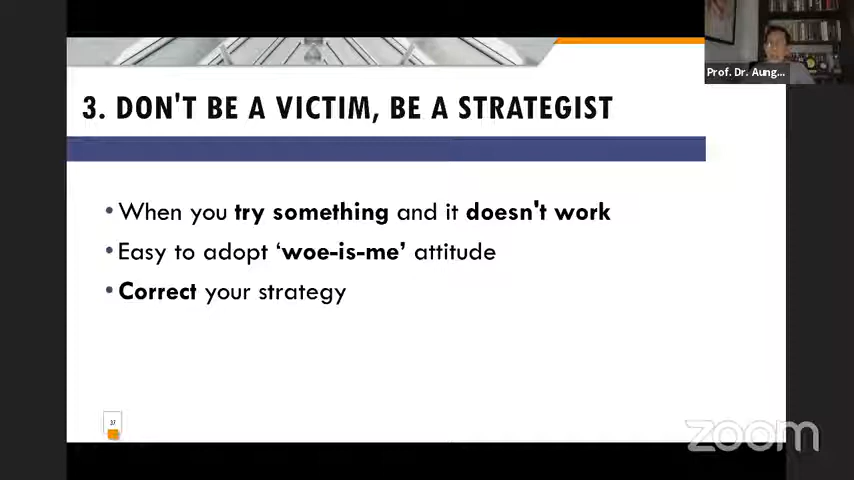 Prof. Dr. Aung...
3. DON'T BE A VICTIM, BE A STRATEGIST
• When you try something and it doesn't work
• Easy to adopt ‘woe-is-me’ attitude
• Correct your strategy
37
zoom